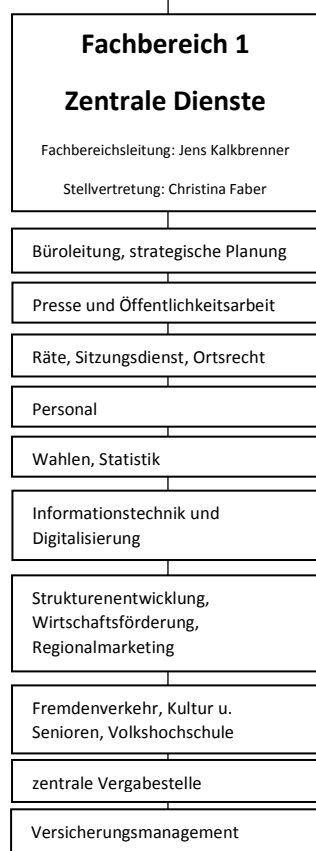 Fachbereich 1
Zentrale Dienste
Fachbereichsleitung: Jens Kalkbrenner
Stellvertretung: Christina Faber
Büroleitung, strategische Planung
Presse und Öffentlichkeitsarbeit
Räte, Sitzungsdienst, Ortsrecht
Personal
Wahlen, Statistik
Informationstechnik und
Digitalisierung
Strukturenentwicklung,
Wirtschaftsförderung,
Regionalmarketing
Fremdenverkehr, Kultur u.
Senioren, Volkshochschule
zentrale Vergabestelle
Versicherungsmanagement